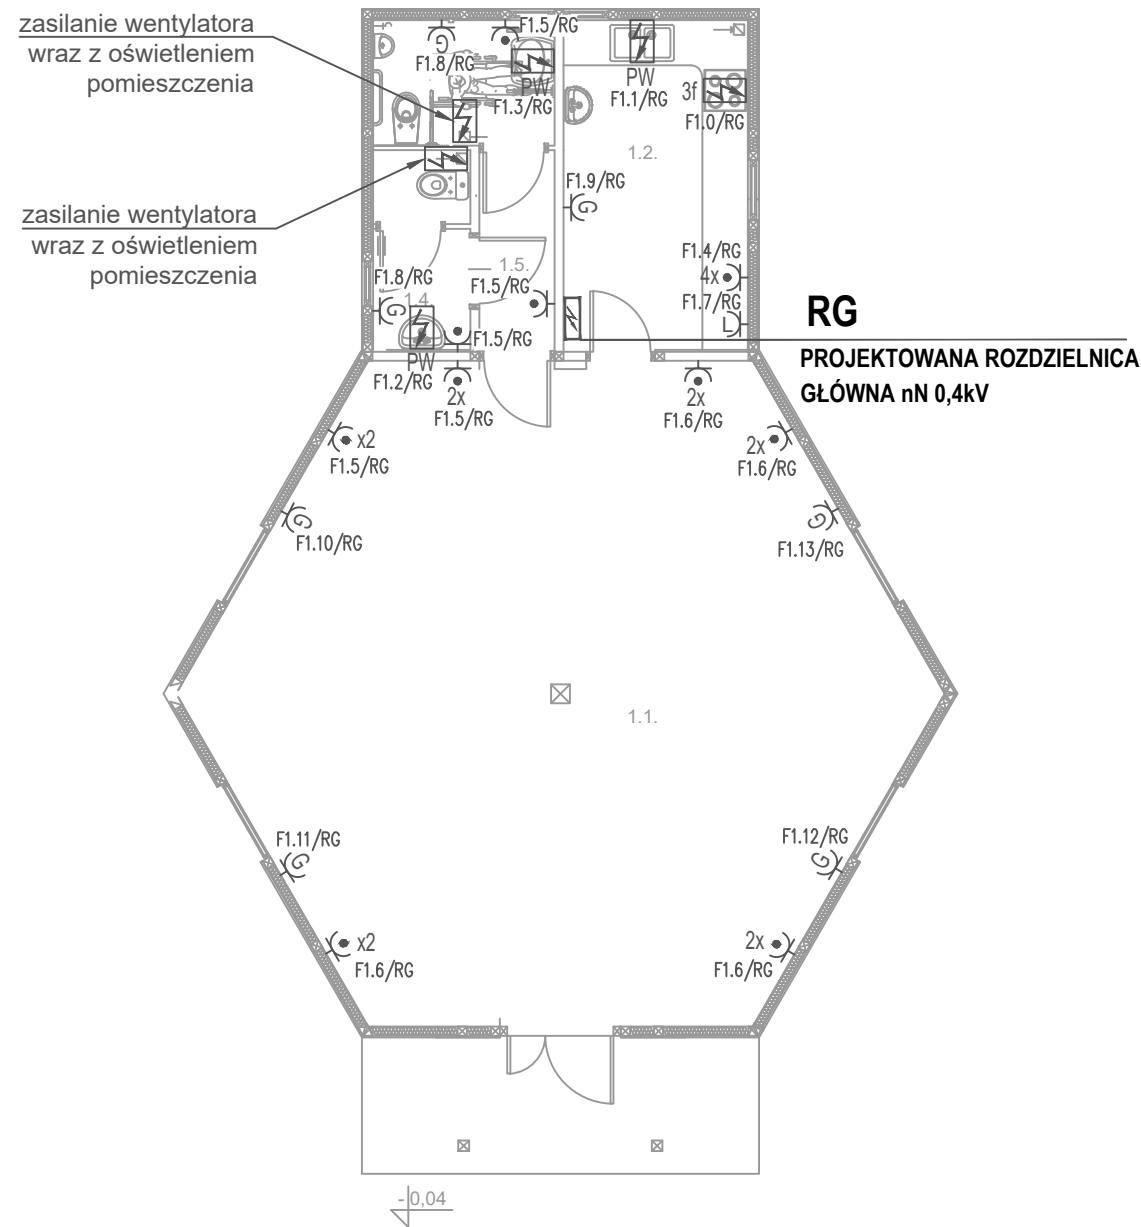 zasilanie wentylatora
wraz z oświetleniem
pomieszczenia
F1.5/RG
G
F1.8/RG
PW
F1.3/RG
PW
F1.1/RG
3f
F1.0/RG
1.2.
F1.9/RG
G
zasilanie wentylatora
wraz z oświetleniem
pomieszczenia
F1.4/RG
4x
F1.7/RG
L
1.5.
F1.8/RG
F1.5/RG
1.4.
G
F1.5/RG
PW
F1.2/RG
RG
PROJEKTOWANA ROZDZIELNICA
GŁÓWNA nN 0,4kV
2x
F1.5/RG
2x
F1.6/RG
x2
F1.5/RG
2x
F1.6/RG
G
F1.10/RG
G
F1.13/RG
1.1.
F1.11/RG
G
F1.12/RG
G
x2
F1.6/RG
2x
F1.6/RG
-0,04